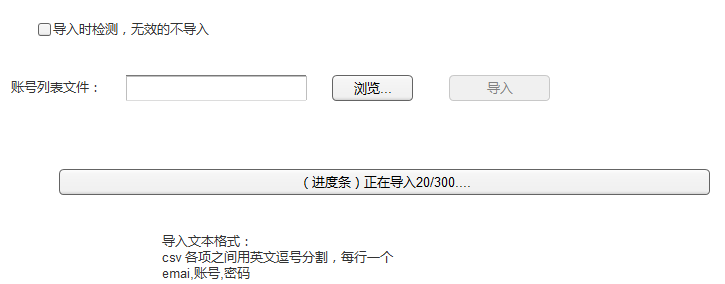 导入时检测，无效的不导入
账号列表文件： 浏览... 导入
（进度条）正在导入20/300....
导入文本格式：
csv 各项之间用英文逗号分割，每行一个
emai,账号,密码